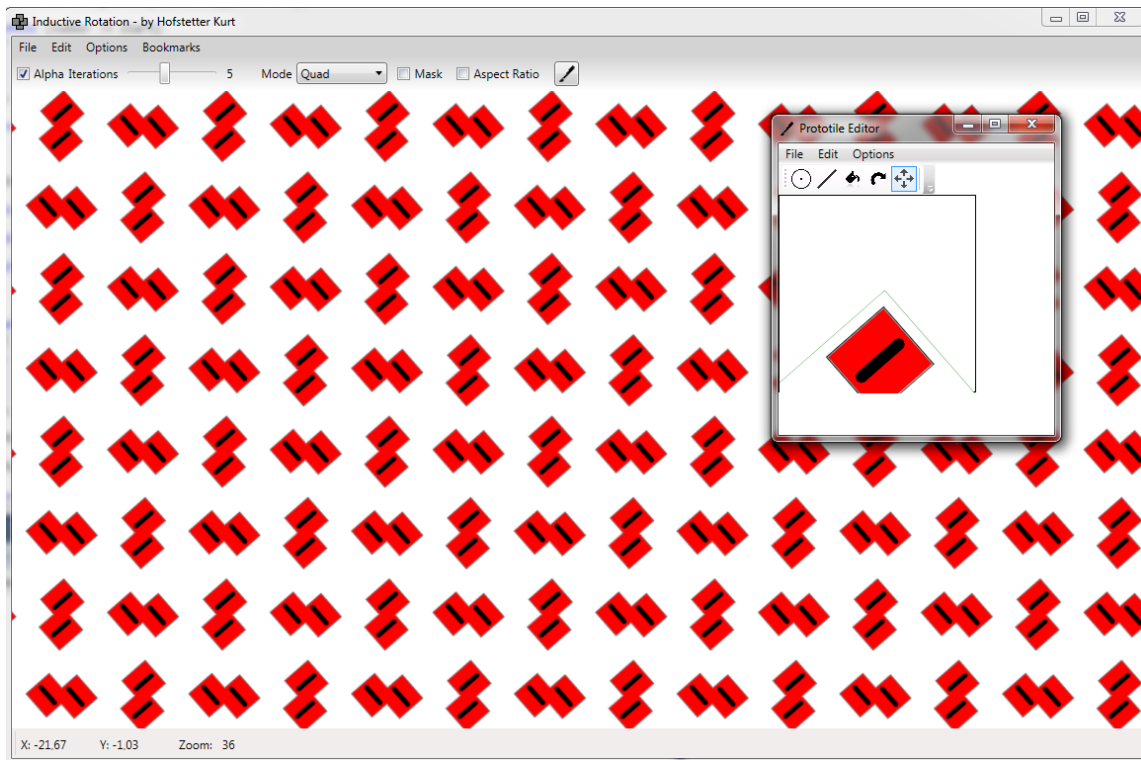 Inductive Rotation - by Hofstetter Kurt
File Edit Options Bookmarks
Alpha Iterations 5 Mode Quad Mask Aspect Ratio
Prototile Editor
File Edit Options
X: -21.67 Y: -1.03 Zoom: 36